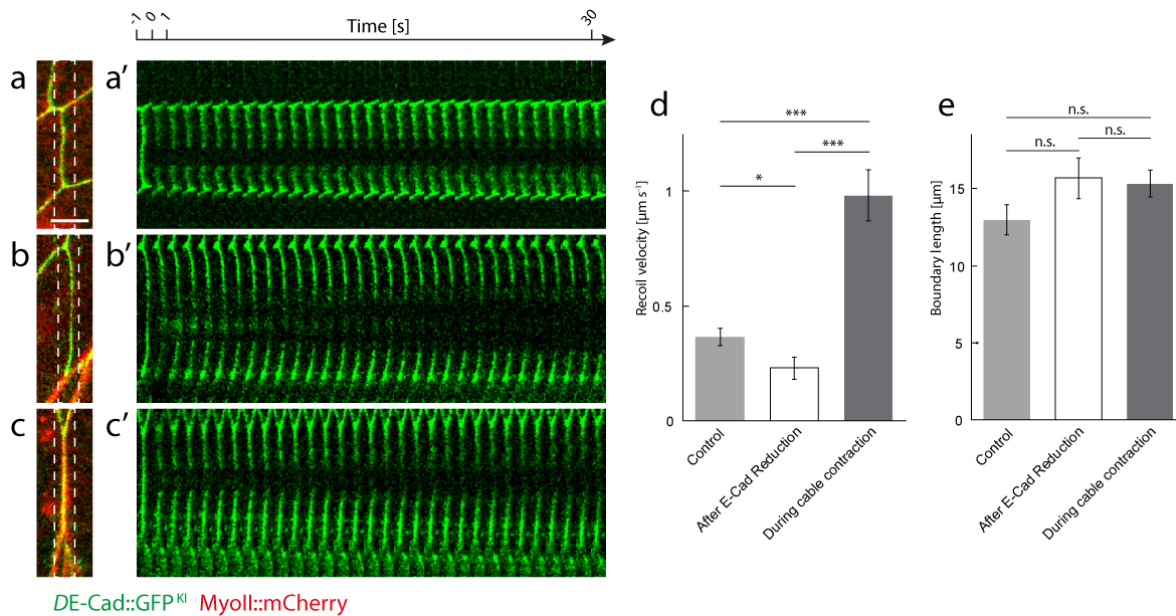 -1 0 1 Time [s] 30
a a′
b b′
c c′
DE-Cad::GFP KI MyoII::mCherry
d
Recoil velocity [µm s⁻¹]
1
0.5
0
***
***
*
Control
After E-Cad Reduction
During cable contraction
e
Boundary length [µm]
15
10
5
0
n.s.
n.s. n.s.
Control
After E-Cad Reduction
During cable contraction